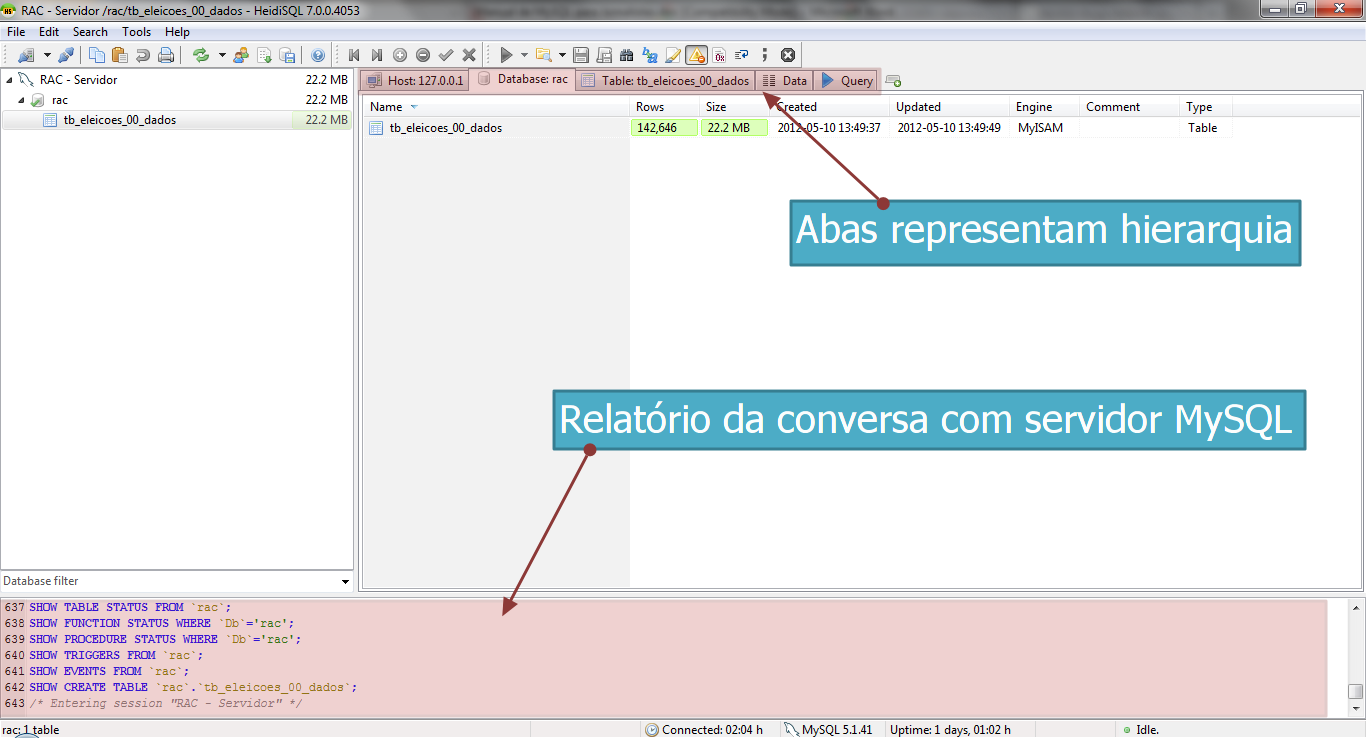 RAC - Servidor /rac/tb_eleicoes_00_dados - HeidiSQL 7.0.0.4053
File Edit Search Tools Help
RAC - Servidor 22.2 MB
rac 22.2 MB
tb_eleicoes_00_dados 22.2 MB
Database filter
Host: 127.0.0.1 Database: rac Table: tb_eleicoes_00_dados Data Query
Name Rows Size Created Updated Engine Comment Type
tb_eleicoes_00_dados 142,646 22.2 MB 2012-05-10 13:49:37 2012-05-10 13:49:49 MyISAM Table
Abas representam hierarquia
Relatório da conversa com servidor MySQL
637 SHOW TABLE STATUS FROM `rac`;
638 SHOW FUNCTION STATUS WHERE `Db`='rac';
639 SHOW PROCEDURE STATUS WHERE `Db`='rac';
640 SHOW TRIGGERS FROM `rac`;
641 SHOW EVENTS FROM `rac`;
642 SHOW CREATE TABLE `rac`.`tb_eleicoes_00_dados`;
643 /* Entering session "RAC - Servidor" */
rac: 1 table Connected: 02:04 h MySQL 5.1.41 Uptime: 1 days, 01:02 h Idle.